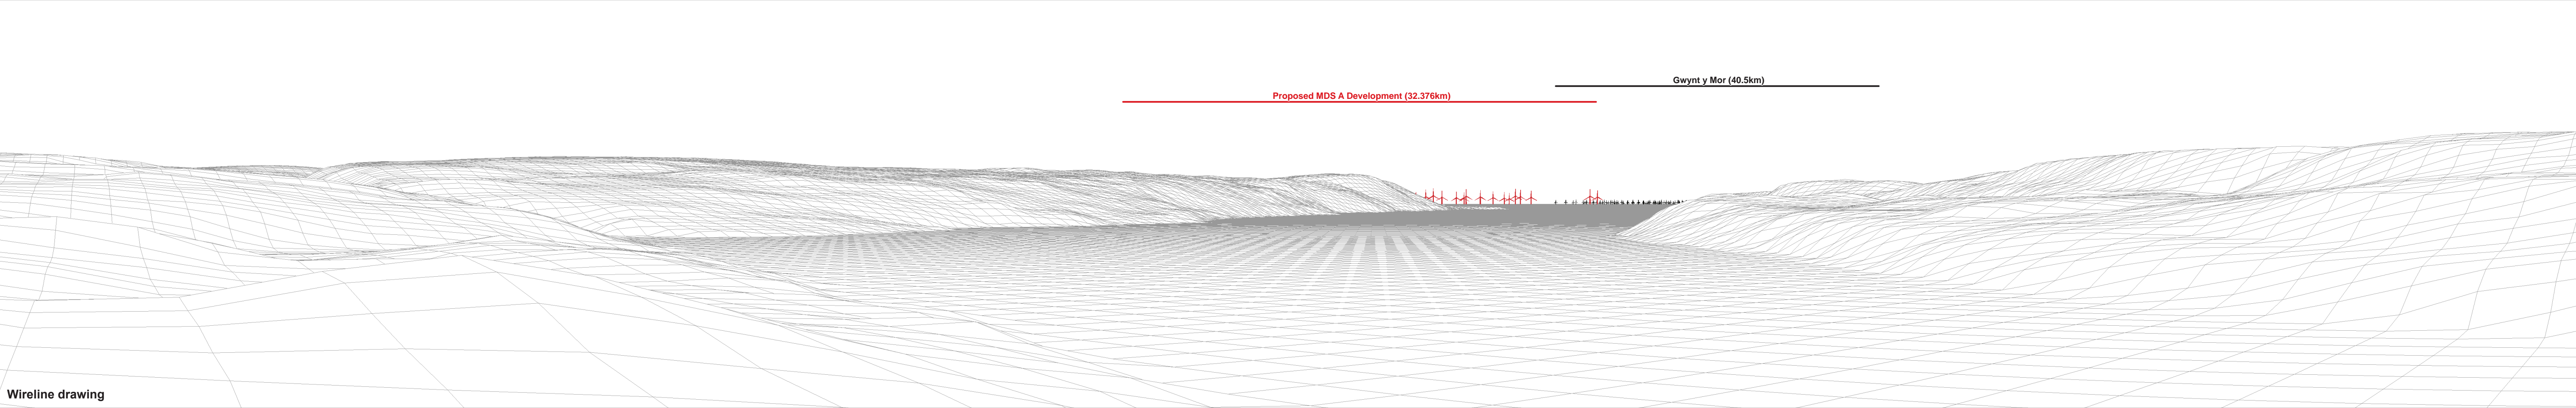 Gwynt y Mor (40.5km)
Proposed MDS A Development (32.376km)
Wireline drawing